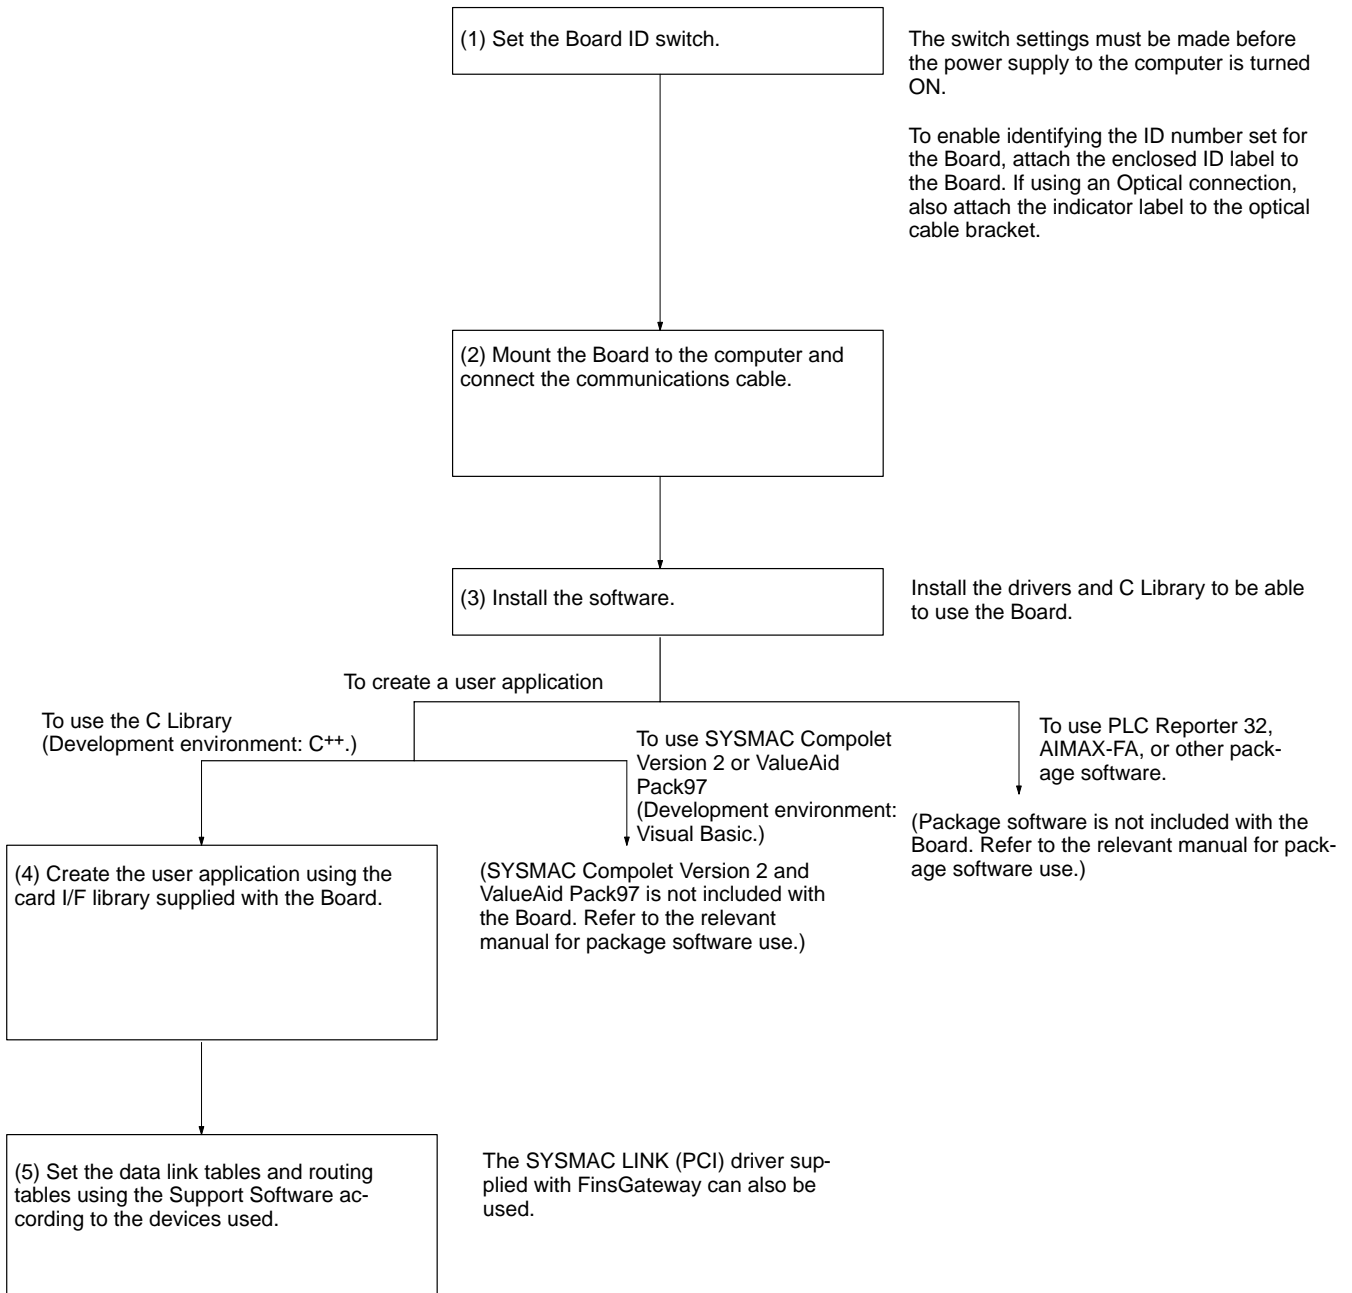 (1) Set the Board ID switch.
The switch settings must be made before
the power supply to the computer is turned
ON.
To enable identifying the ID number set for
the Board, attach the enclosed ID label to
the Board. If using an Optical connection,
also attach the indicator label to the optical
cable bracket.
(2) Mount the Board to the computer and
connect the communications cable.
(3) Install the software.
Install the drivers and C Library to be able
to use the Board.
To create a user application
To use the C Library
(Development environment: C++.)
To use SYSMAC Compolet
Version 2 or ValueAid
Pack97
(Development environment:
Visual Basic.)
To use PLC Reporter 32,
AIMAX-FA, or other pack-
age software.
(Package software is not included with the
Board. Refer to the relevant manual for pack-
age software use.)
(4) Create the user application using the
card I/F library supplied with the Board.
(SYSMAC Compolet Version 2 and
ValueAid Pack97 is not included with
the Board. Refer to the relevant
manual for package software use.)
(5) Set the data link tables and routing
tables using the Support Software ac-
cording to the devices used.
The SYSMAC LINK (PCI) driver sup-
plied with FinsGateway can also be
used.